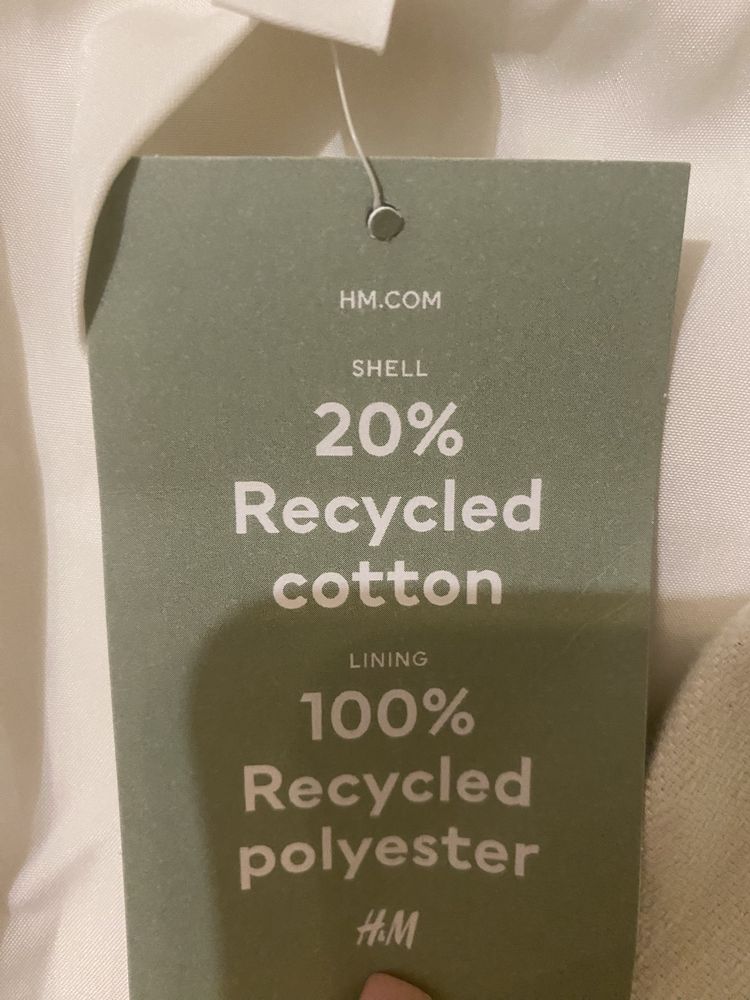 HM.COM
SHELL
20%
Recycled
cotton
LINING
100%
Recycled
polyester
H&M